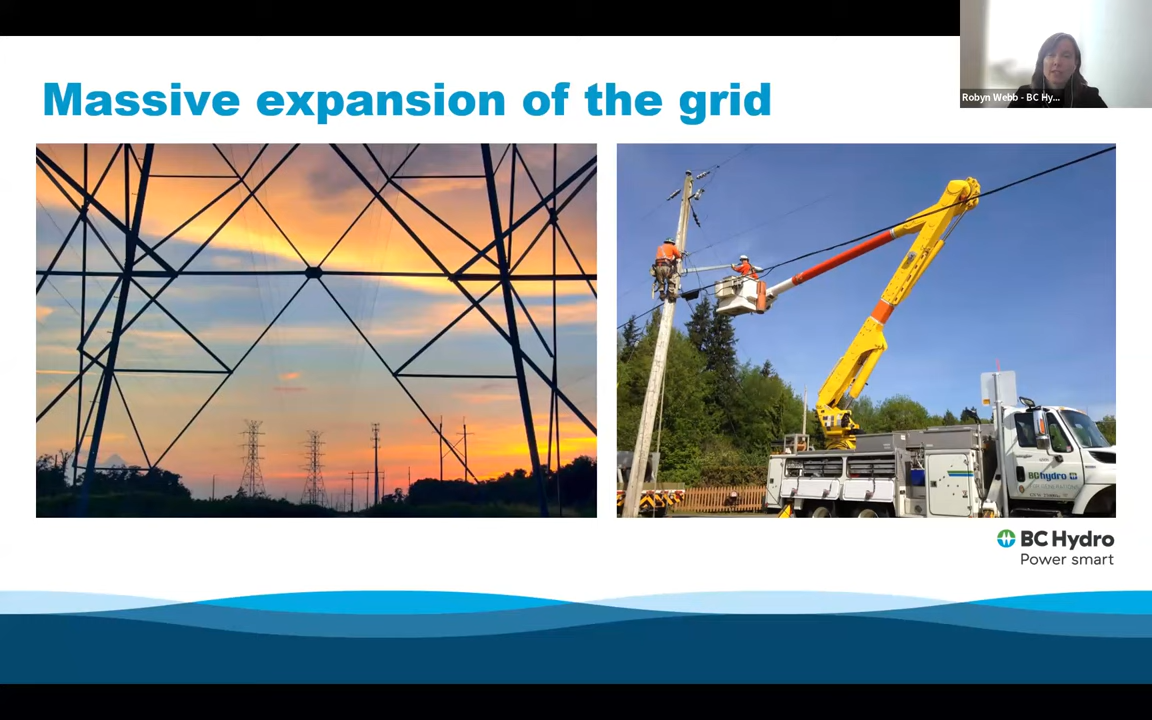 Massive expansion of the grid
Robyn Webb - BC Hy...
BChydro
BC Hydro
Power smart